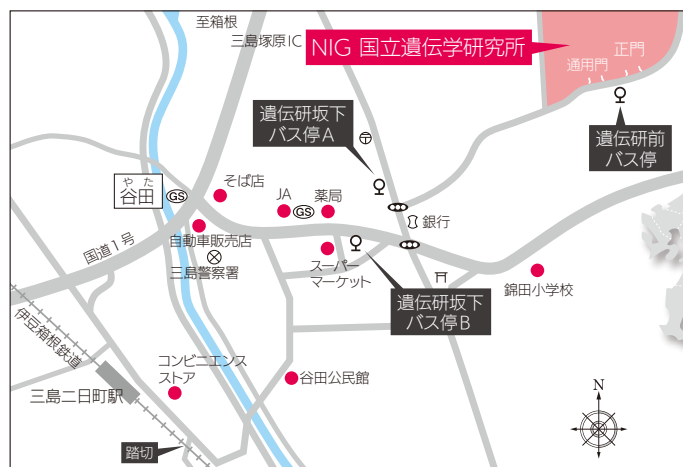 至箱根
三島塚原IC
NIG 国立遺伝学研究所
正門
通用門
遺伝研坂下
バス停A
遺伝研前
バス停
やた
谷田
GS
そば店
JA
GS
薬局
銀行
国道1号
自動車販売店
三島警察署
スーパー
マーケット
遺伝研坂下
バス停B
錦田小学校
伊豆箱根鉄道
コンビニエンス
ストア
谷田公民館
三島二日町駅
踏切
N